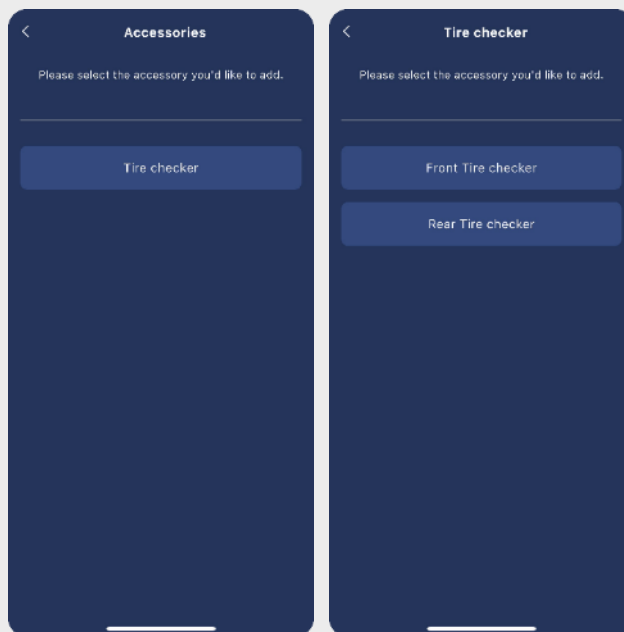 Accessories
Please select the accessory you'd like to add.
Tire checker
Tire checker
Please select the accessory you'd like to add.
Front Tire checker
Rear Tire checker